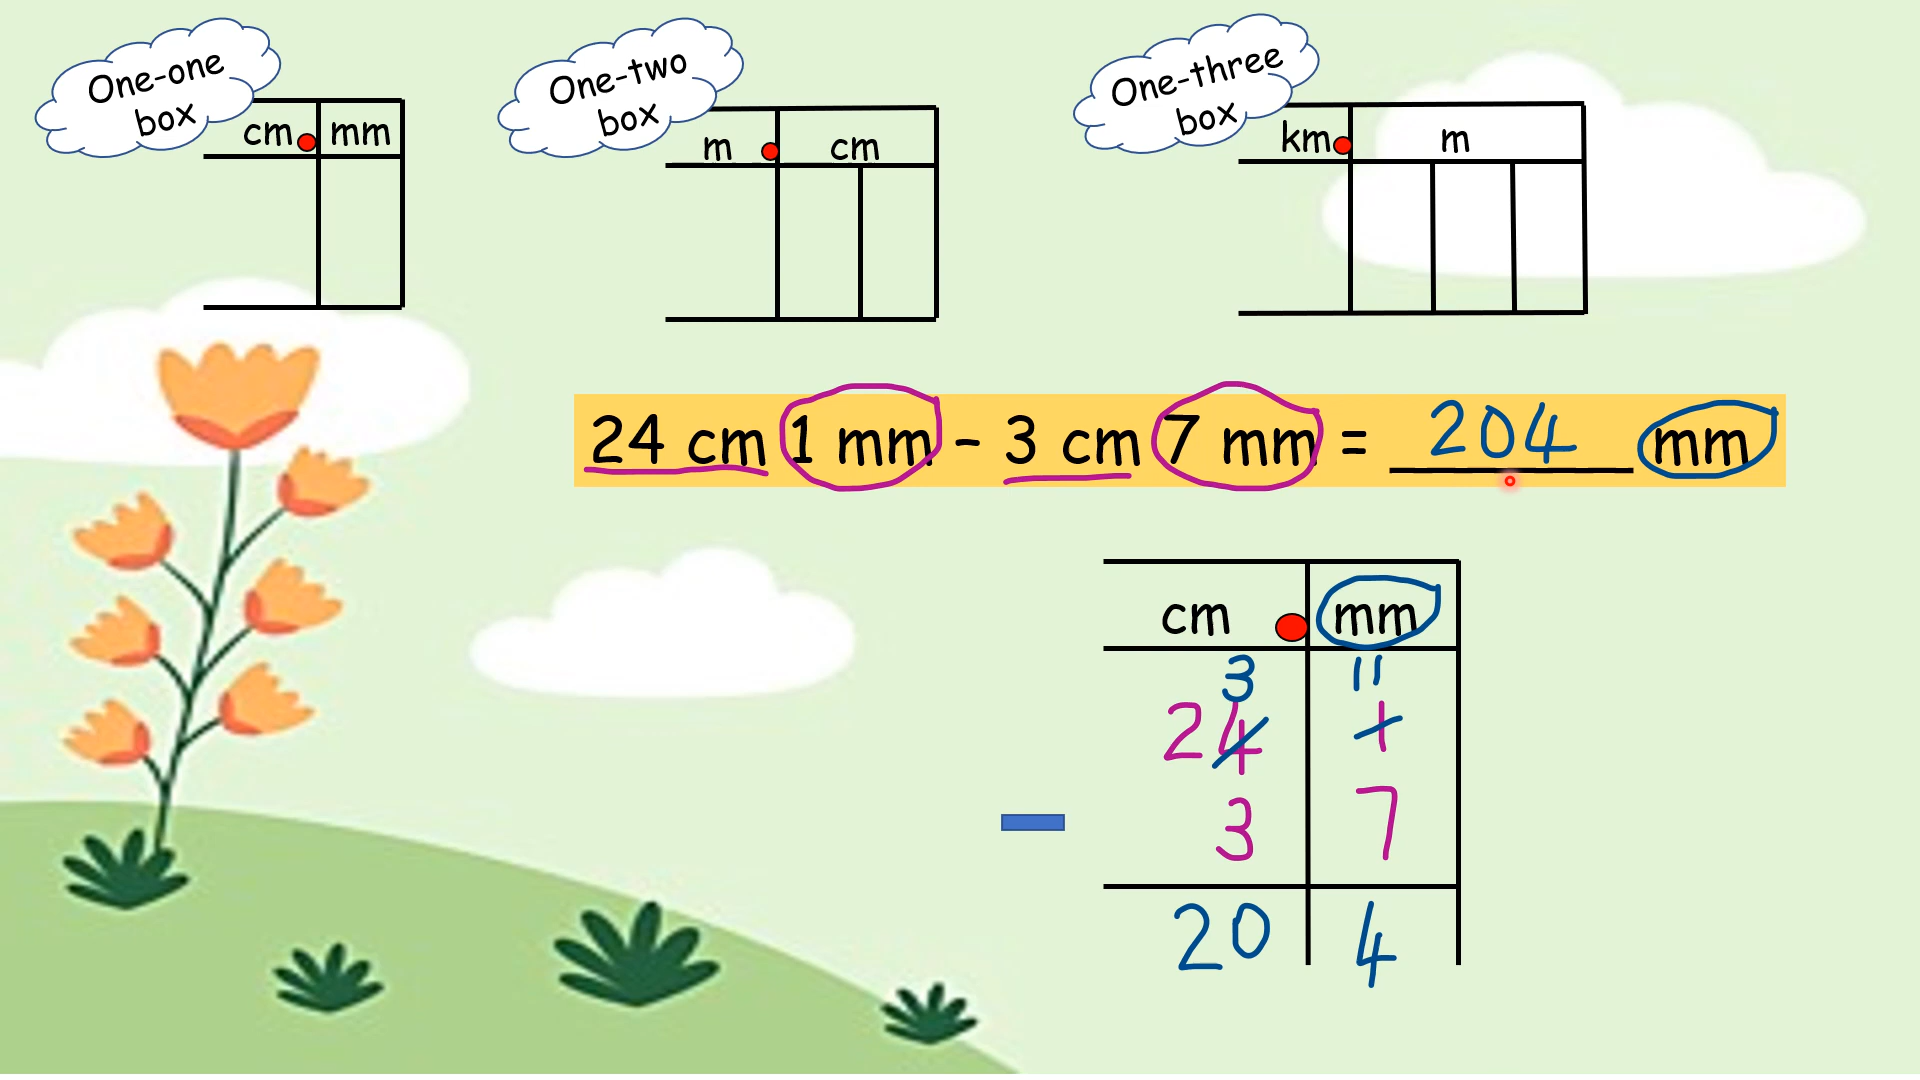 One-one
box
cm mm
One-two
box
m cm
One-three
box
km m
24 cm 1 mm - 3 cm 7 mm = 204 mm
cm mm
3 11
24 1
3 7
20 4